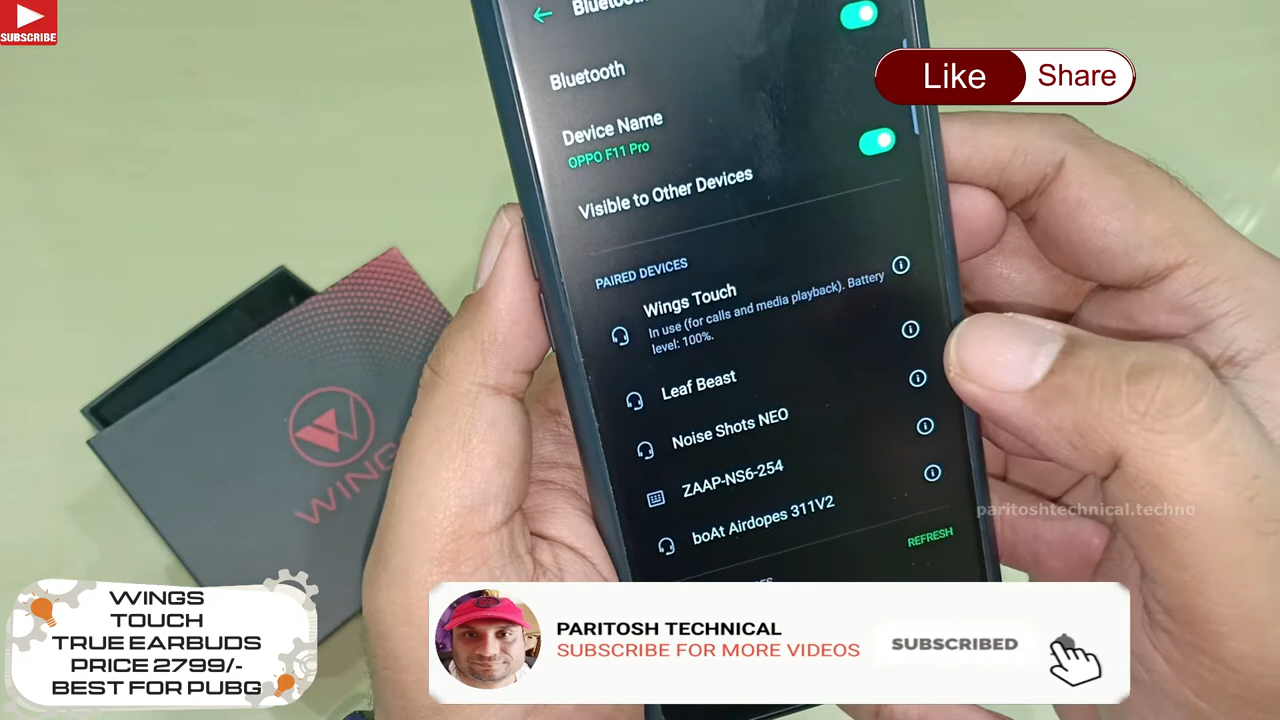 SUBSCRIBE
Bluetooth
Like
Share
Bluetooth
Device Name
OPPO F11 Pro
Visible to Other Devices
PAIRED DEVICES
Wings Touch
In use (for calls and media playback). Battery
level: 100%.
Leaf Beast
Noise Shots NEO
ZAAP-NS6-254
boAt Airdopes 311V2
REFRESH
WINGS
paritoshtechnical.techno
WINGS
TOUCH
TRUE EARBUDS
PRICE 2799/-
BEST FOR PUBG
PARITOSH TECHNICAL
SUBSCRIBE FOR MORE VIDEOS
SUBSCRIBED